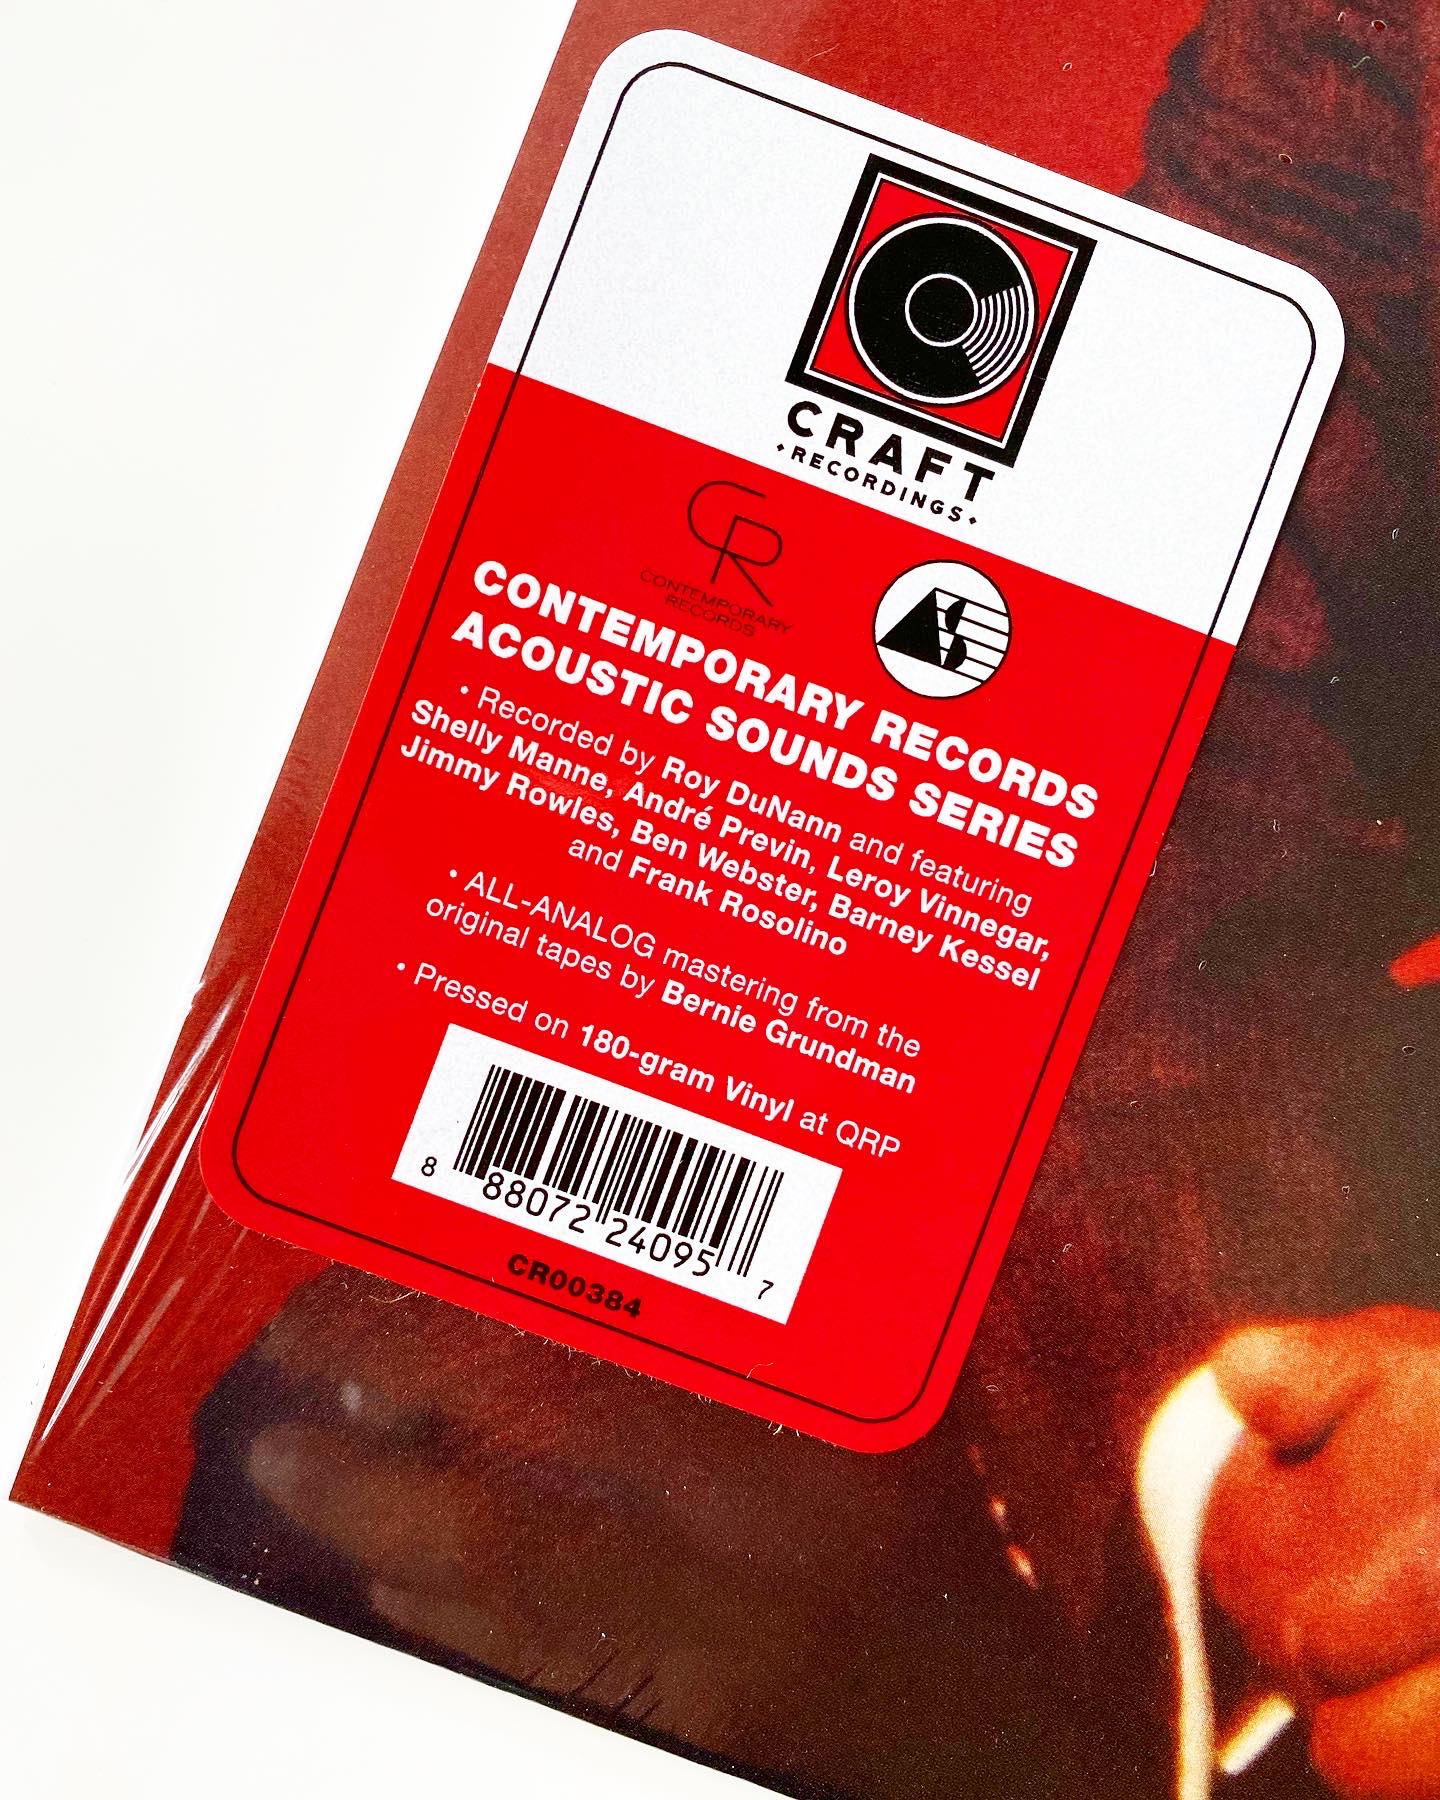 CRAFT
RECORDINGS
CR
CONTEMPORARY
RECORDS
AS
CONTEMPORARY RECORDS
ACOUSTIC SOUNDS SERIES
• Recorded by Roy DuNann and featuring
Shelly Manne, André Previn, Leroy Vinnegar,
Jimmy Rowles, Ben Webster, Barney Kessel
and Frank Rosolino
• ALL-ANALOG mastering from the
original tapes by Bernie Grundman
• Pressed on 180-gram Vinyl at QRP
8 88072 24095 7
CR00384